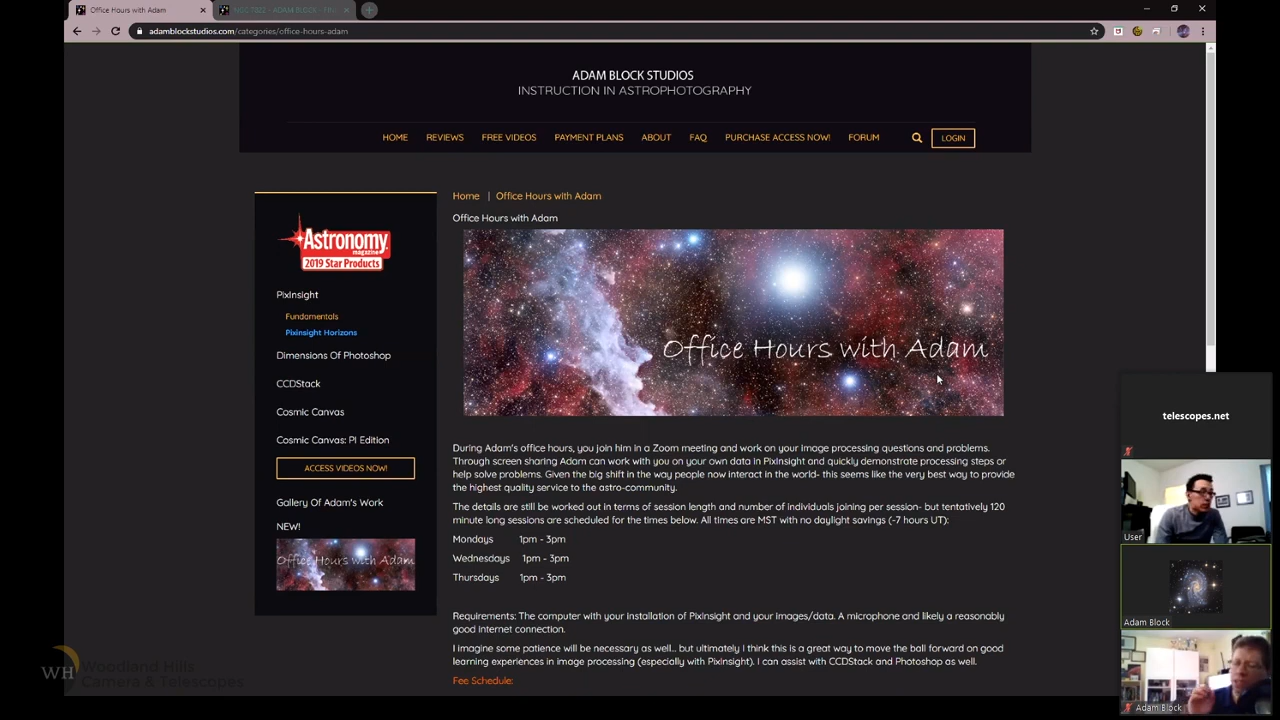 Office Hours with Adam
adamblockstudios.com/categories/office-hours-adam
ADAM BLOCK STUDIOS
INSTRUCTION IN ASTROPHOTOGRAPHY
HOME REVIEWS FREE VIDEOS PAYMENT PLANS ABOUT FAQ PURCHASE ACCESS NOW! FORUM LOGIN
Home | Office Hours with Adam
Office Hours with Adam
Astronomy
magazine
2019 Star Products
PixInsight
Fundamentals
PixInsight Horizons
Dimensions Of Photoshop
CCDStack
Cosmic Canvas
Cosmic Canvas: PI Edition
ACCESS VIDEOS NOW!
Gallery Of Adam's Work
NEW!
Office Hours with Adam
Office Hours with Adam
During Adam's office hours, you join him in a Zoom meeting and work on your image processing questions and problems.
Through screen sharing Adam can work with you on your own data in PixInsight and quickly demonstrate processing steps or
help solve problems. Given the big shift in the way people now interact in the world- this seems like the very best way to provide
the highest quality service to the astro-community.
The details are still be worked out in terms of session length and number of individuals joining per session- but tentatively 120
minute long sessions are scheduled for the times below. All times are MST with no daylight savings (-7 hours UT):
Mondays 1pm - 3pm
Wednesdays 1pm - 3pm
Thursdays 1pm - 3pm
Requirements: The computer with your installation of PixInsight and your images/data. A microphone and likely a reasonably
good internet connection.
I imagine some patience will be necessary as well.. but ultimately I think this is a great way to move the ball forward on good
learning experiences in image processing (especially with PixInsight). I can assist with CCDStack and Photoshop as well.
Fee Schedule:
telescopes.net
User
Adam Block
Adam Block
WH Woodland Hills
Camera & Telescopes